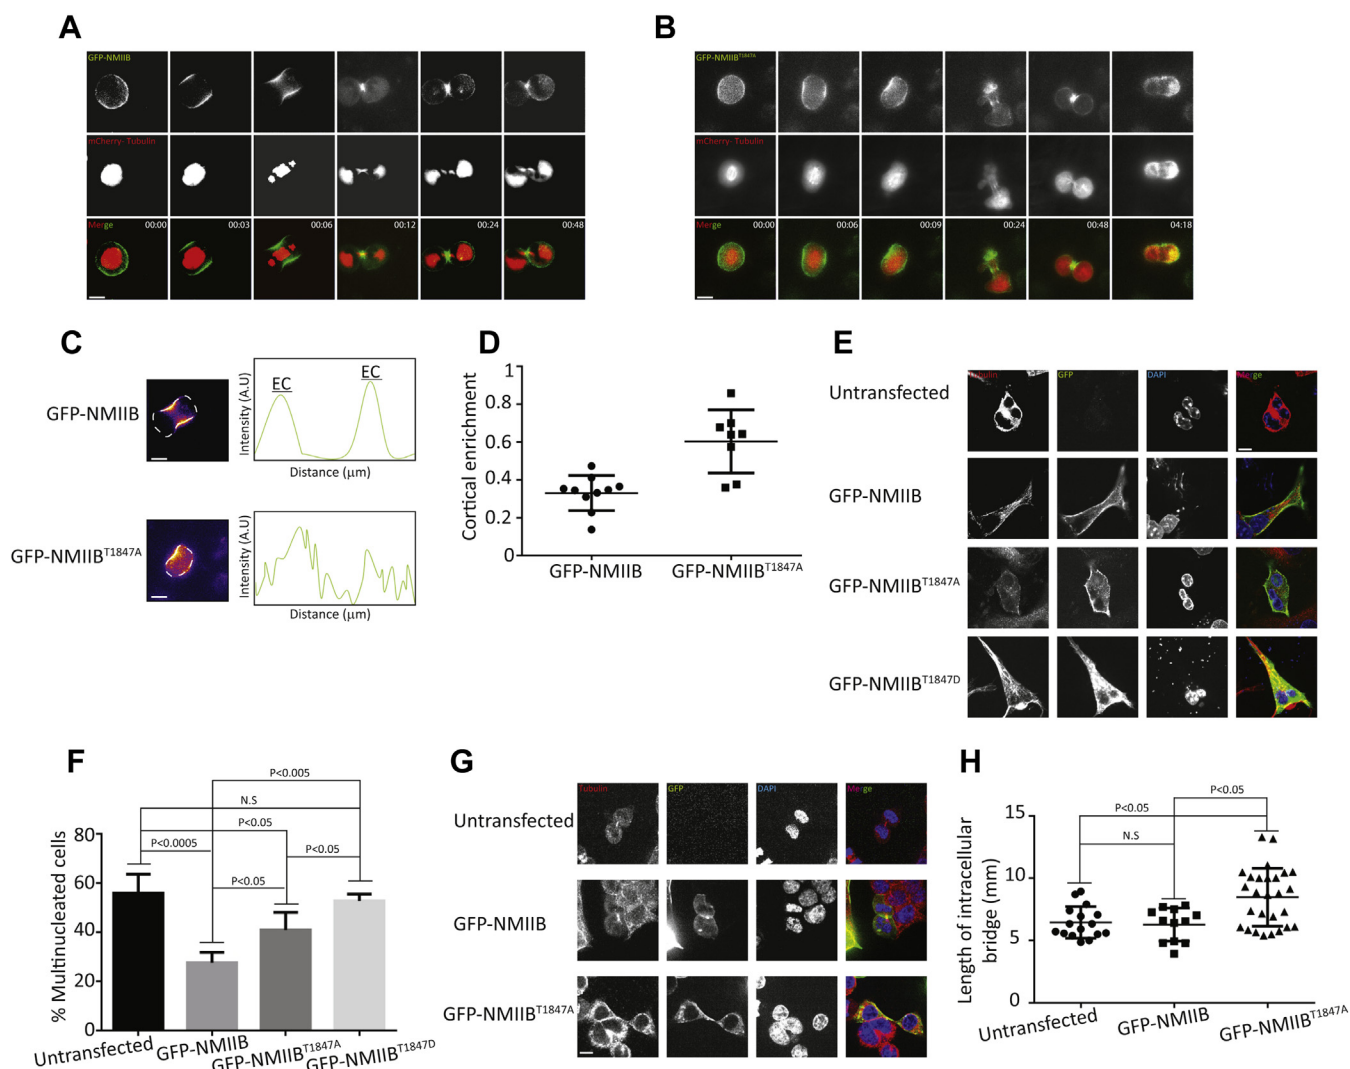 A
GFP-NMIIB
mCherry- Tubulin
Merge
00:00
00:03
00:06
00:12
00:24
00:48
B
GFP-NMIIB^T1847A
mCherry- Tubulin
Merge
00:00
00:06
00:09
00:24
00:48
04:18
C
GFP-NMIIB
Intensity (A.U)
EC
EC
Distance (μm)
GFP-NMIIB^T1847A
Intensity (A.U)
Distance (μm)
D
Cortical enrichment
1
0.8
0.6
0.4
0.2
0
GFP-NMIIB
GFP-NMIIB^T1847A
E
Tubulin
GFP
DAPI
Merge
Untransfected
GFP-NMIIB
GFP-NMIIB^T1847A
GFP-NMIIB^T1847D
F
P<0.005
N.S
P<0.05
P<0.0005
P<0.05
P<0.05
% Multinucleated cells
80
60
40
20
0
Untransfected
GFP-NMIIB
GFP-NMIIB^T1847A
GFP-NMIIB^T1847D
G
Tubulin
GFP
DAPI
Merge
Untransfected
GFP-NMIIB
GFP-NMIIB^T1847A
H
P<0.05
P<0.05
N.S
Length of intracellular
bridge (mm)
15
10
5
0
Untransfected
GFP-NMIIB
GFP-NMIIB^T1847A